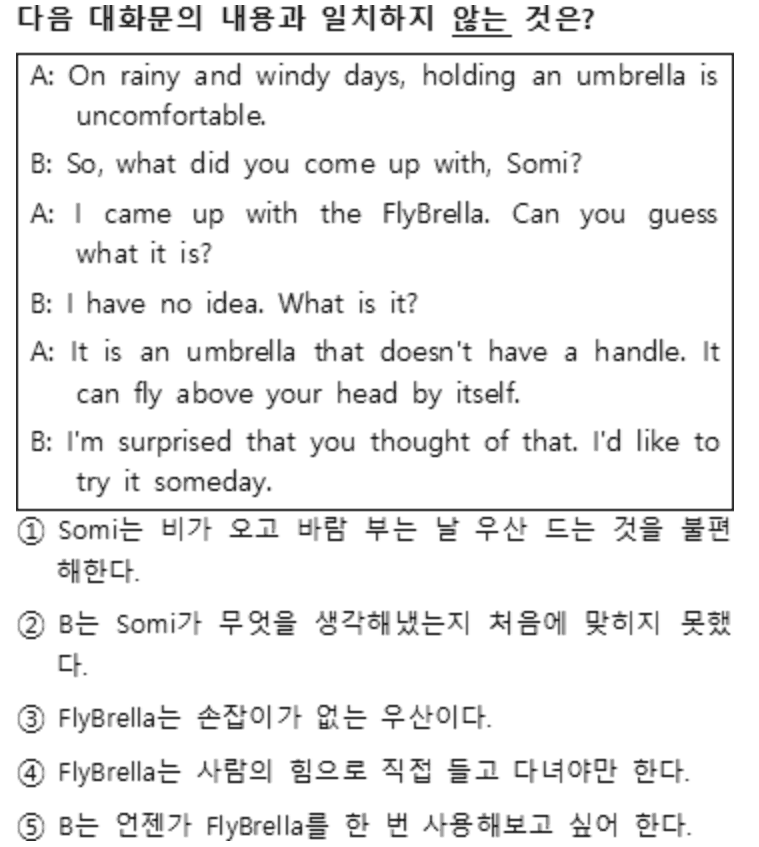 다음 대화문의 내용과 일치하지 않는 것은?
A: On rainy and windy days, holding an umbrella is
uncomfortable.
B: So, what did you come up with, Somi?
A: I came up with the FlyBrella. Can you guess
what it is?
B: I have no idea. What is it?
A: It is an umbrella that doesn't have a handle. It
can fly above your head by itself.
B: I'm surprised that you thought of that. I'd like to
try it someday.
① Somi는 비가 오고 바람 부는 날 우산 드는 것을 불편
해한다.
② B는 Somi가 무엇을 생각해냈는지 처음에 맞히지 못했
다.
③ FlyBrella는 손잡이가 없는 우산이다.
④ FlyBrella는 사람의 힘으로 직접 들고 다녀야만 한다.
⑤ B는 언젠가 FlyBrella를 한 번 사용해보고 싶어 한다.